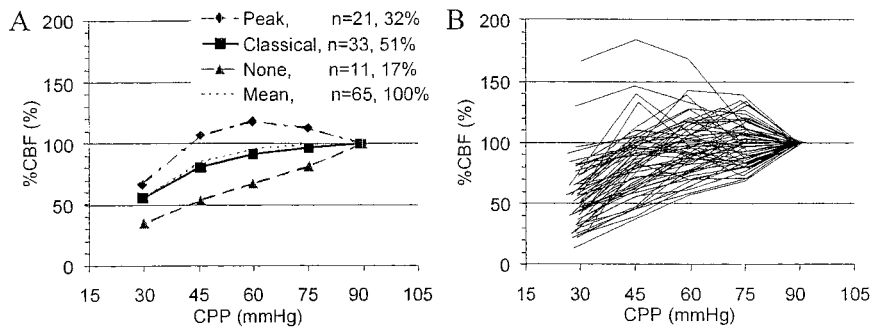 A
Peak, n=21, 32%
Classical, n=33, 51%
None, n=11, 17%
Mean, n=65, 100%
%CBF (%)
200
150
100
50
0
15 30 45 60 75 90 105
CPP (mmHg)
B
%CBF (%)
200
150
100
50
0
15 30 45 60 75 90 105
CPP (mmHg)